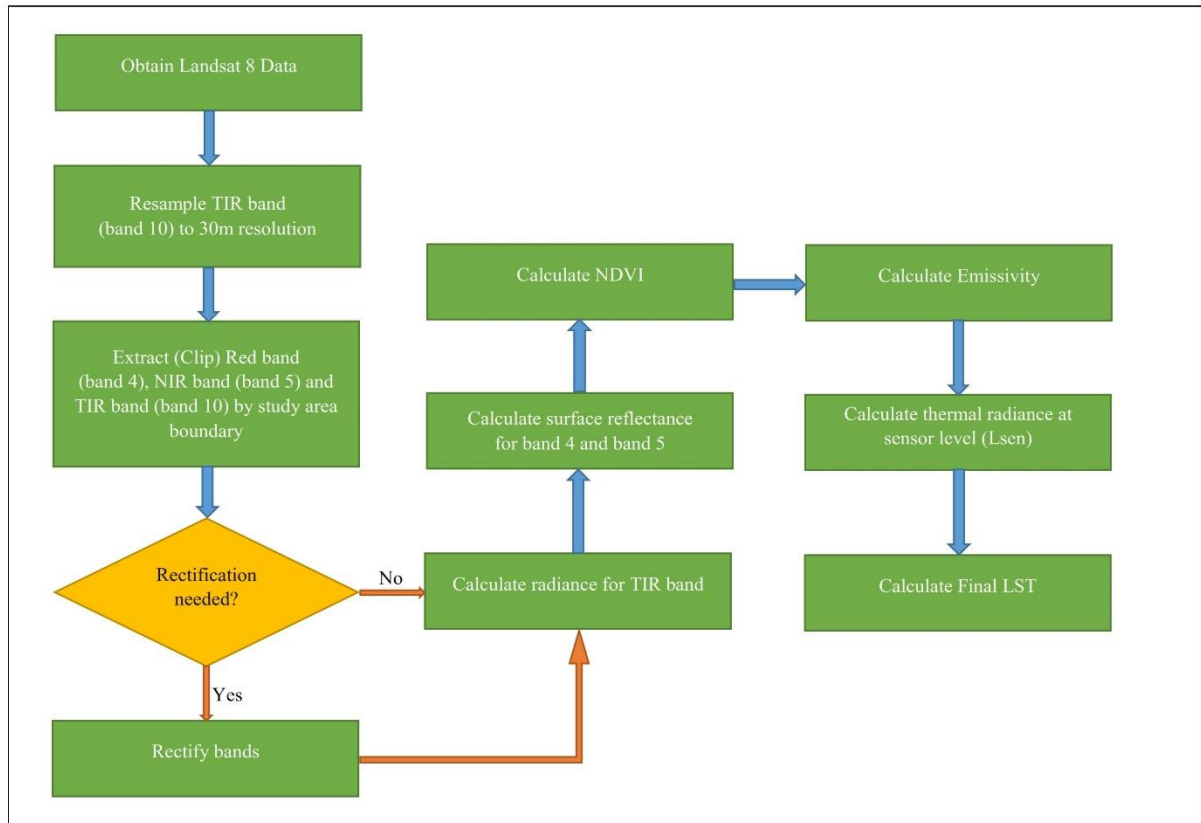 Obtain Landsat 8 Data
Resample TIR band
(band 10) to 30m resolution
Extract (Clip) Red band
(band 4), NIR band (band 5) and
TIR band (band 10) by study area
boundary
Rectification
needed?
No
Yes
Rectify bands
Calculate radiance for TIR band
Calculate surface reflectance
for band 4 and band 5
Calculate NDVI
Calculate Emissivity
Calculate thermal radiance at
sensor level (Lsen)
Calculate Final LST